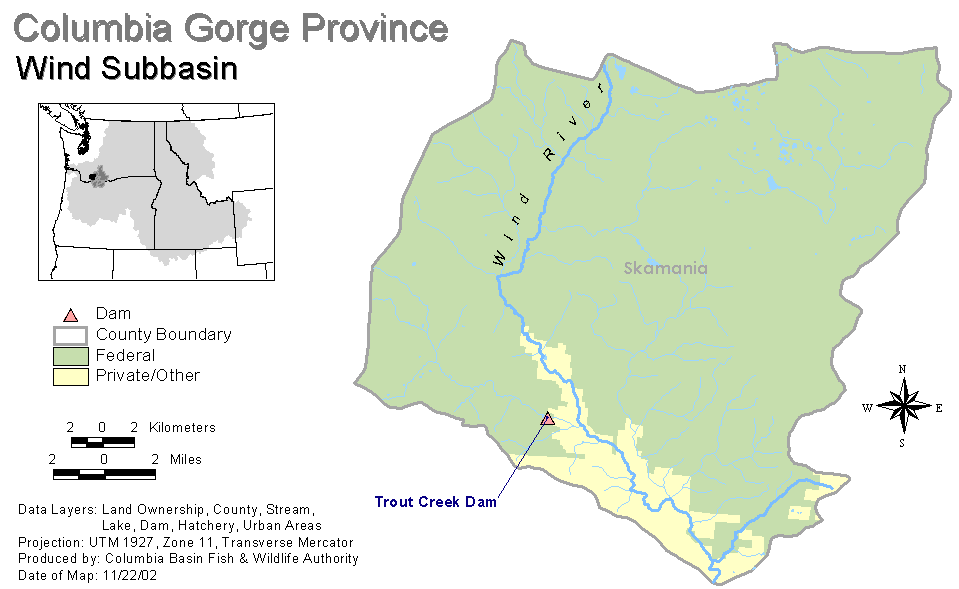 Columbia Gorge Province
Wind Subbasin
Wind River
Skamania
Dam
County Boundary
Federal
Private/Other
2 0 2 Kilometers
2 0 2 Miles
N
W E
S
Trout Creek Dam
Data Layers: Land Ownership, County, Stream,
Lake, Dam, Hatchery, Urban Areas
Projection: UTM 1927, Zone 11, Transverse Mercator
Produced by: Columbia Basin Fish & Wildlife Authority
Date of Map: 11/22/02